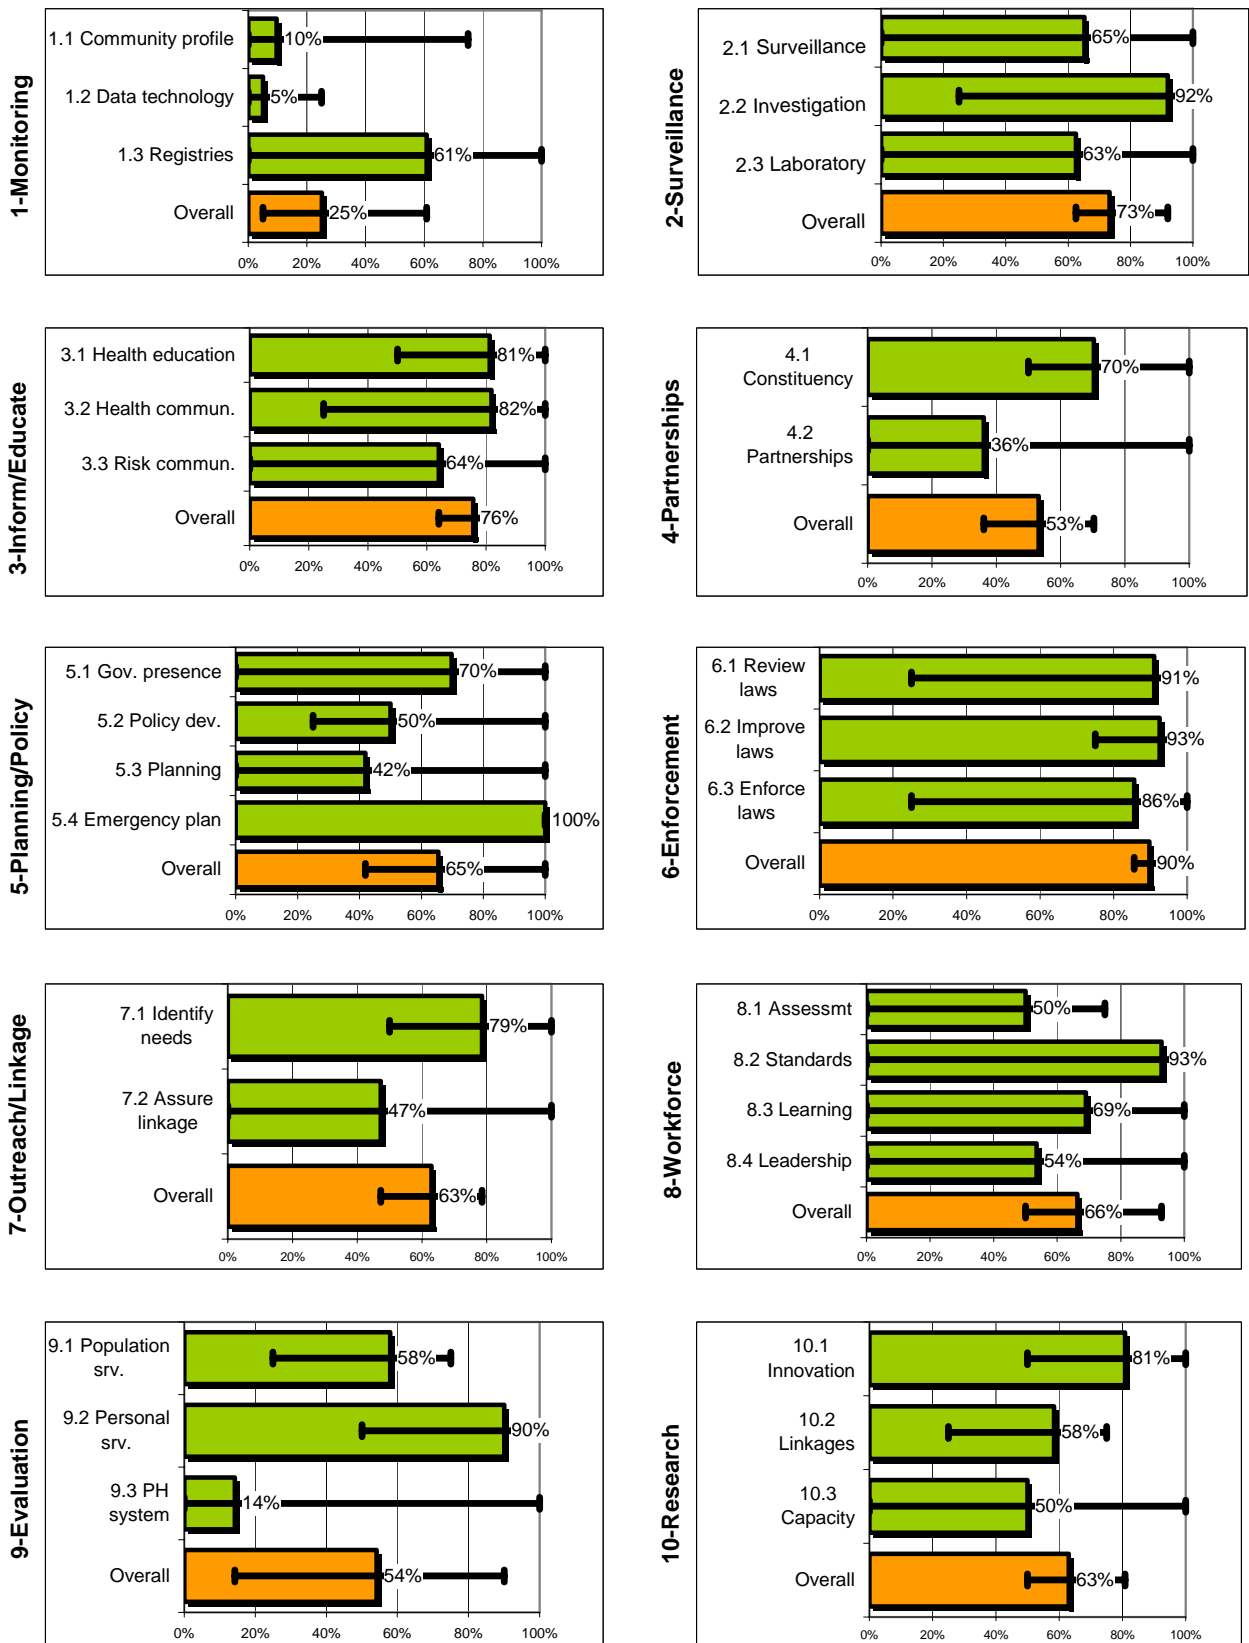 1-Monitoring
1.1 Community profile
10%
1.2 Data technology
5%
1.3 Registries
61%
Overall
25%
0% 20% 40% 60% 80% 100%
2-Surveillance
2.1 Surveillance
65%
2.2 Investigation
92%
2.3 Laboratory
63%
Overall
73%
0% 20% 40% 60% 80% 100%
3-Inform/Educate
3.1 Health education
81%
3.2 Health commun.
82%
3.3 Risk commun.
64%
Overall
76%
0% 20% 40% 60% 80% 100%
4-Partnerships
4.1
Constituency
70%
4.2
Partnerships
36%
Overall
53%
0% 20% 40% 60% 80% 100%
5-Planning/Policy
5.1 Gov. presence
70%
5.2 Policy dev.
50%
5.3 Planning
42%
5.4 Emergency plan
100%
Overall
65%
0% 20% 40% 60% 80% 100%
6-Enforcement
6.1 Review
laws
91%
6.2 Improve
laws
93%
6.3 Enforce
laws
86%
Overall
90%
0% 20% 40% 60% 80% 100%
7-Outreach/Linkage
7.1 Identify
needs
79%
7.2 Assure
linkage
47%
Overall
63%
0% 20% 40% 60% 80% 100%
8-Workforce
8.1 Assessmt
50%
8.2 Standards
93%
8.3 Learning
69%
8.4 Leadership
54%
Overall
66%
0% 20% 40% 60% 80% 100%
9-Evaluation
9.1 Population
srv.
58%
9.2 Personal
srv.
90%
9.3 PH
system
14%
Overall
54%
0% 20% 40% 60% 80% 100%
10-Research
10.1
Innovation
81%
10.2
Linkages
58%
10.3
Capacity
50%
Overall
63%
0% 20% 40% 60% 80% 100%